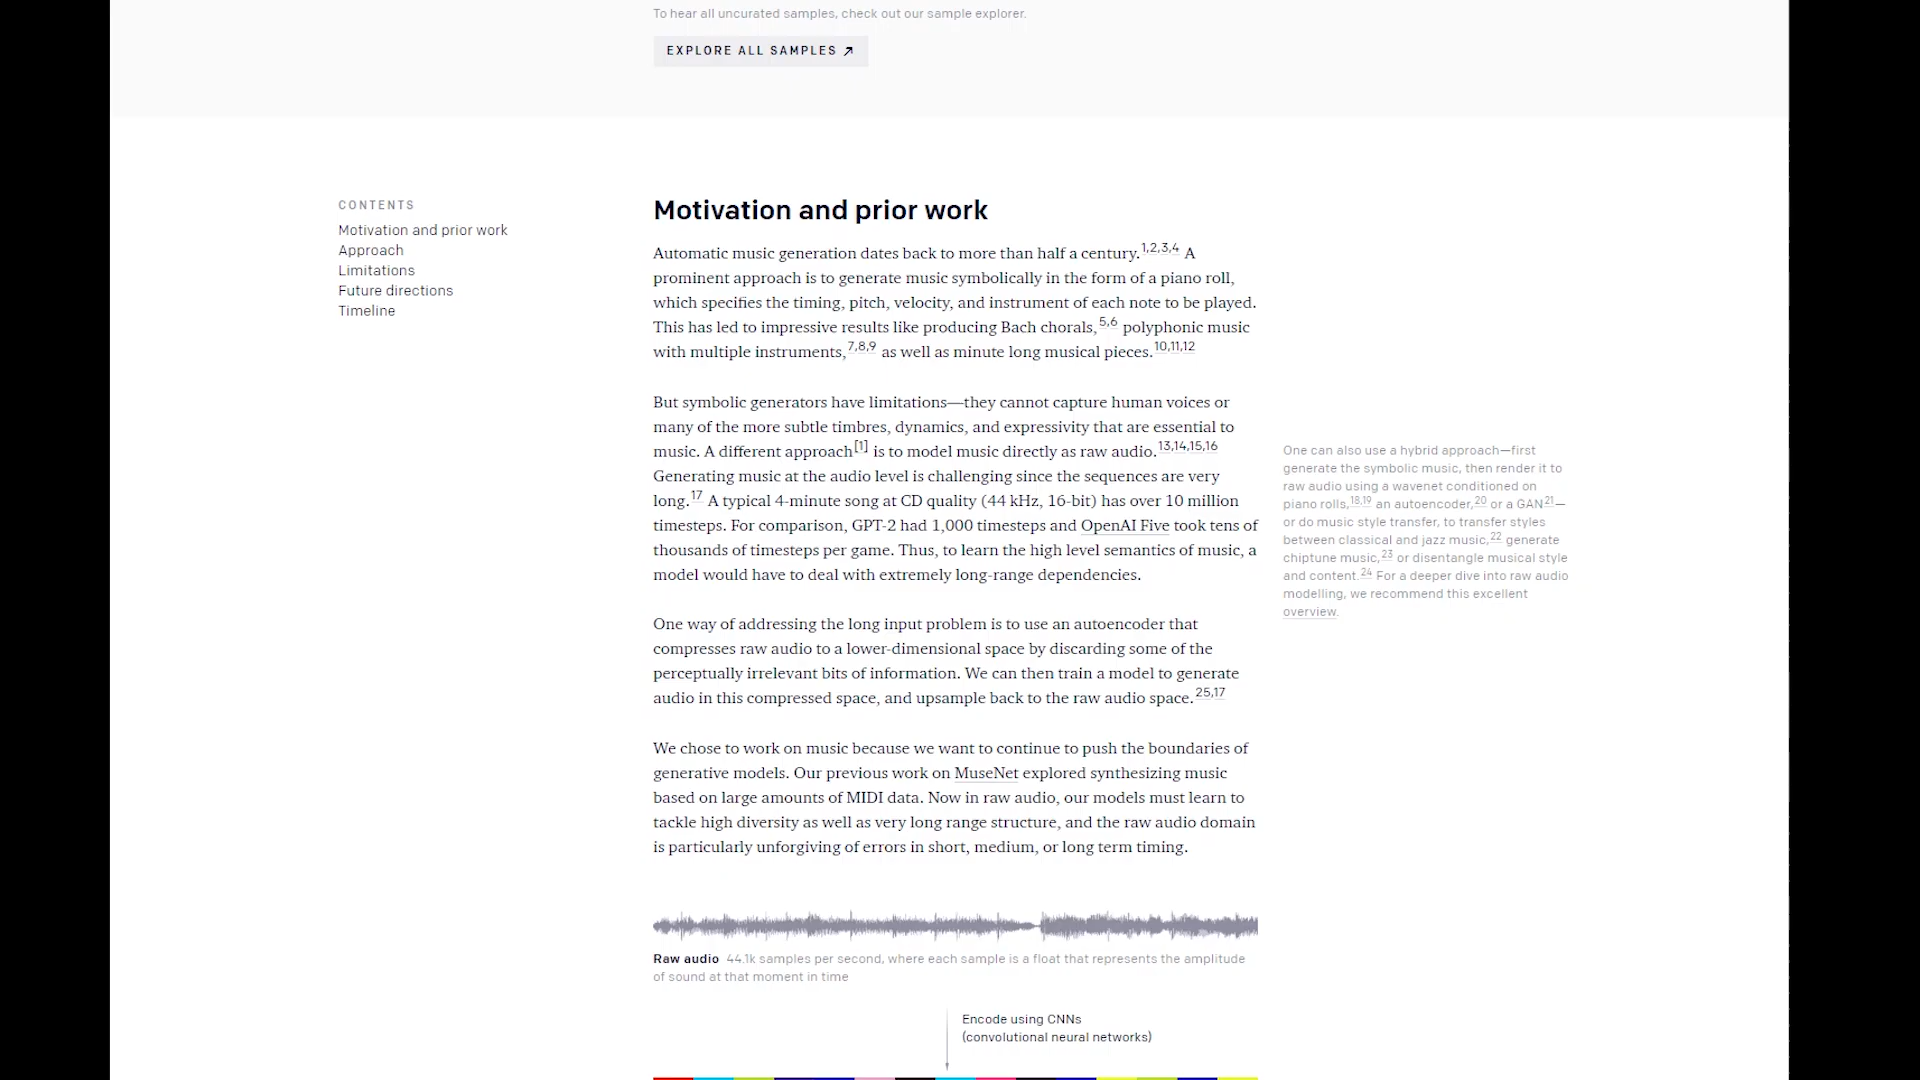 To hear all uncurated samples, check out our sample explorer.
EXPLORE ALL SAMPLES ↗
CONTENTS
Motivation and prior work
Approach
Limitations
Future directions
Timeline
Motivation and prior work
Automatic music generation dates back to more than half a century.1,2,3,4 A
prominent approach is to generate music symbolically in the form of a piano roll,
which specifies the timing, pitch, velocity, and instrument of each note to be played.
This has led to impressive results like producing Bach chorals,5,6 polyphonic music
with multiple instruments,7,8,9 as well as minute long musical pieces.10,11,12
But symbolic generators have limitations—they cannot capture human voices or
many of the more subtle timbres, dynamics, and expressivity that are essential to
music. A different approach[1] is to model music directly as raw audio.13,14,15,16
Generating music at the audio level is challenging since the sequences are very
long.17 A typical 4-minute song at CD quality (44 kHz, 16-bit) has over 10 million
timesteps. For comparison, GPT-2 had 1,000 timesteps and OpenAI Five took tens of
thousands of timesteps per game. Thus, to learn the high level semantics of music, a
model would have to deal with extremely long-range dependencies.
One can also use a hybrid approach—first
generate the symbolic music, then render it to
raw audio using a wavenet conditioned on
piano rolls,18,19 an autoencoder,20 or a GAN21—
or do music style transfer, to transfer styles
between classical and jazz music,22 generate
chiptune music,23 or disentangle musical style
and content.24 For a deeper dive into raw audio
modelling, we recommend this excellent
overview.
One way of addressing the long input problem is to use an autoencoder that
compresses raw audio to a lower-dimensional space by discarding some of the
perceptually irrelevant bits of information. We can then train a model to generate
audio in this compressed space, and upsample back to the raw audio space.25,17
We chose to work on music because we want to continue to push the boundaries of
generative models. Our previous work on MuseNet explored synthesizing music
based on large amounts of MIDI data. Now in raw audio, our models must learn to
tackle high diversity as well as very long range structure, and the raw audio domain
is particularly unforgiving of errors in short, medium, or long term timing.
Raw audio 44.1k samples per second, where each sample is a float that represents the amplitude
of sound at that moment in time
Encode using CNNs
(convolutional neural networks)